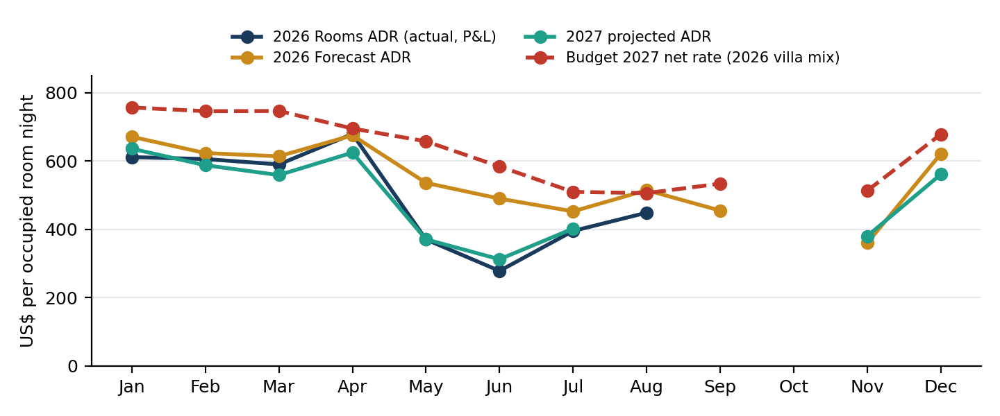 2026 Rooms ADR (actual, P&L)
2026 Forecast ADR
2027 projected ADR
Budget 2027 net rate (2026 villa mix)
US$ per occupied room night
800
600
400
200
0
Jan Feb Mar Apr May Jun Jul Aug Sep Oct Nov Dec